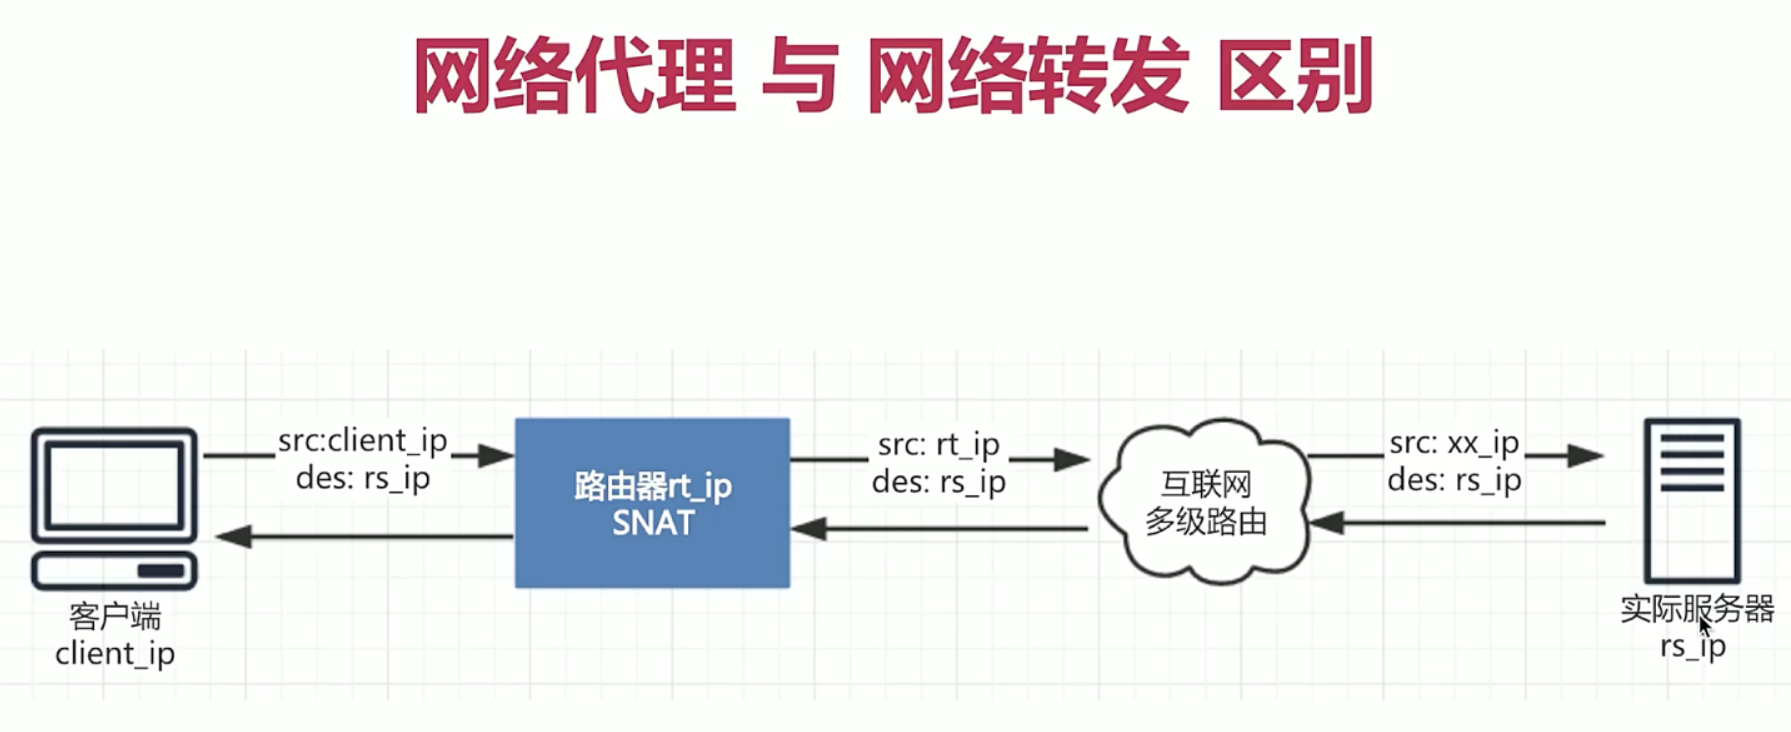 网络代理 与 网络转发 区别
src:client_ip
des: rs_ip
路由器rt_ip
SNAT
src: rt_ip
des: rs_ip
互联网
多级路由
src: xx_ip
des: rs_ip
客户端
client_ip
实际服务器
rs_ip